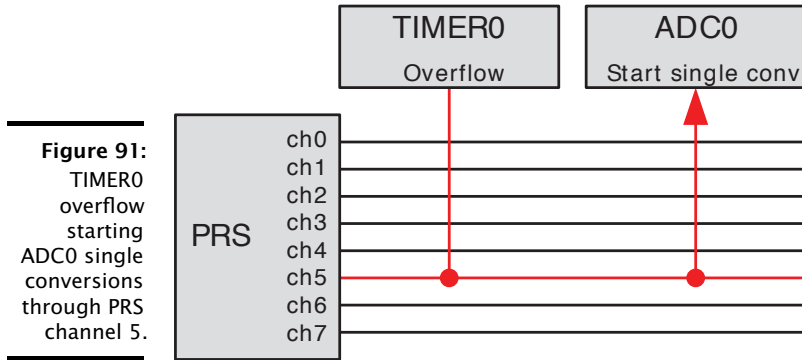 TIMER0
Overflow
ADC0
Start single conv
Figure 91:
TIMER0
overflow
starting
ADC0 single
conversions
through PRS
channel 5.
PRS
ch0
ch1
ch2
ch3
ch4
ch5
ch6
ch7